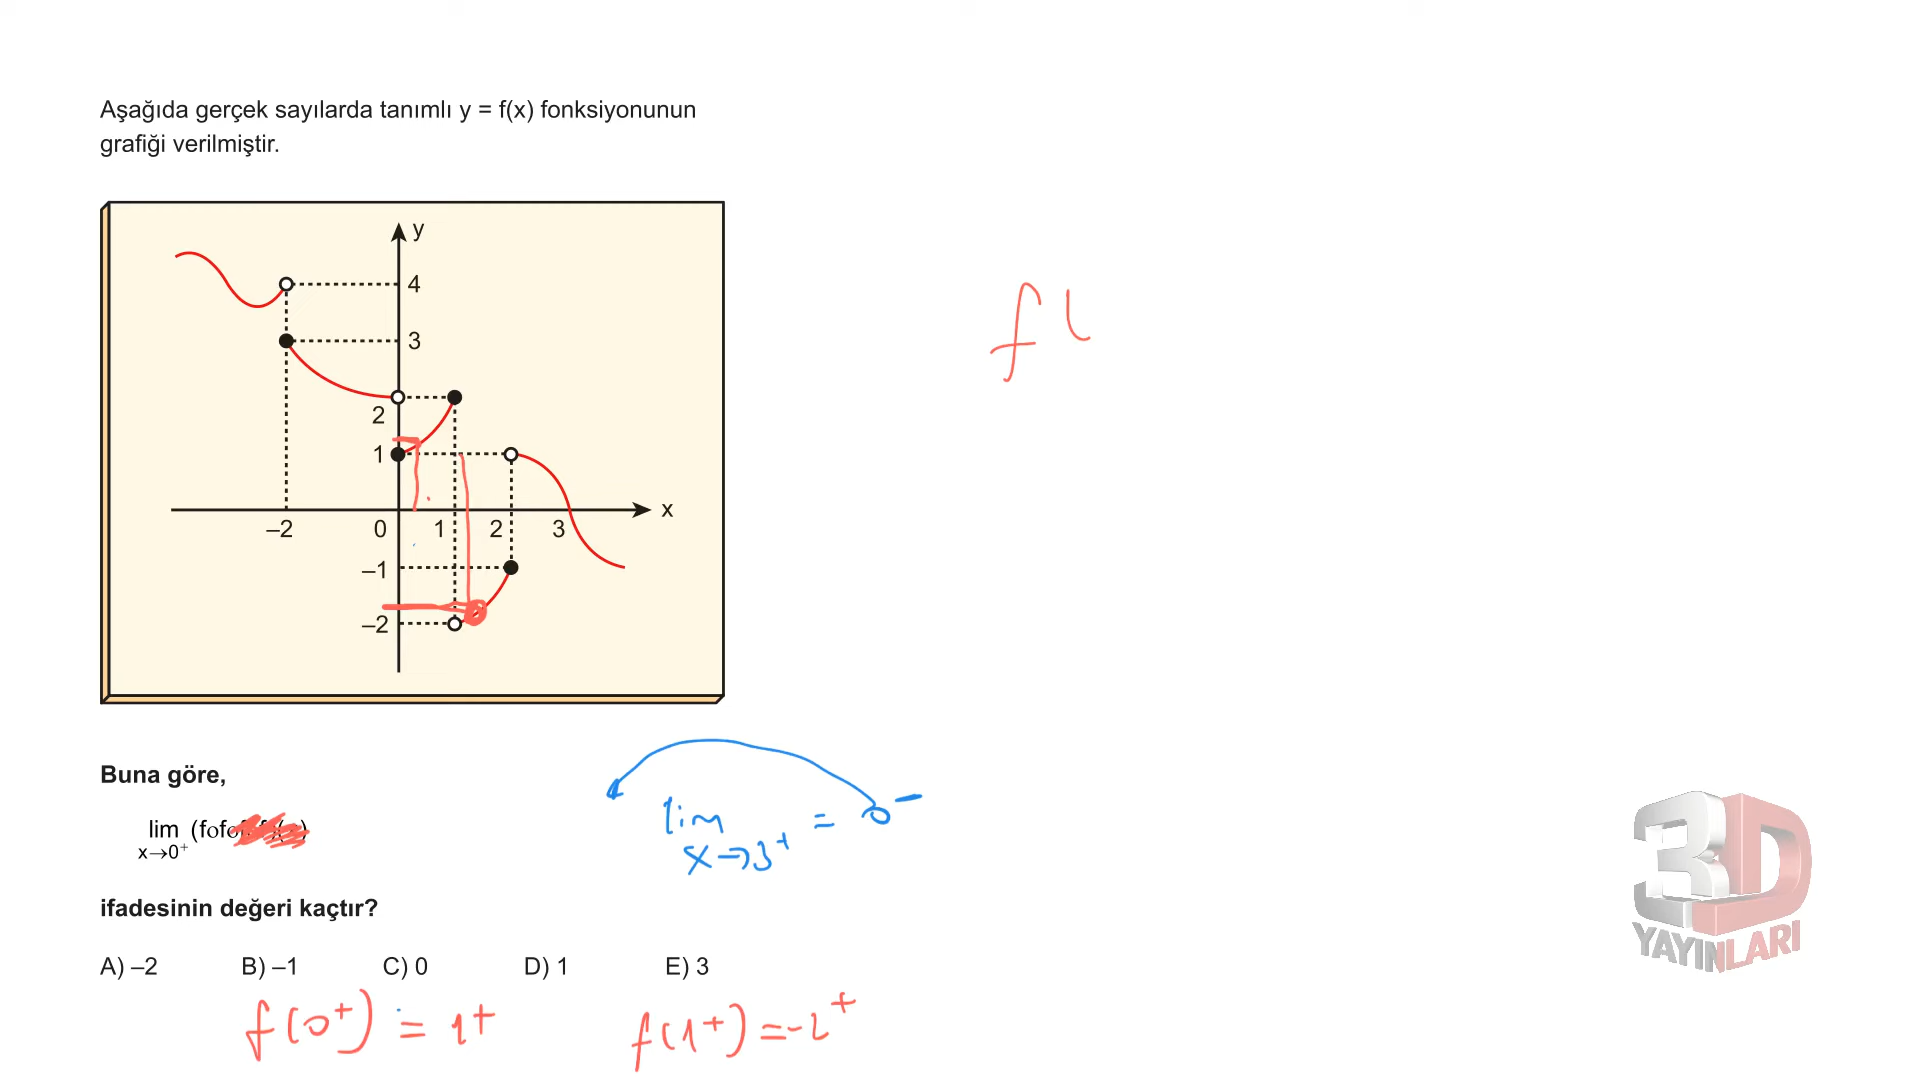 Aşağıda gerçek sayılarda tanımlı y = f(x) fonksiyonunun
grafiği verilmiştir.
y
4
3
2
1
x
–2
0
1
2
3
–1
–2
f(
Buna göre,
lim (fofo
x→0⁺
lim = 0⁻
x→3⁺
ifadesinin değeri kaçtır?
A) –2 B) –1 C) 0 D) 1 E) 3
f(0⁺) = 1⁺ f(1⁺) = -2⁺
3D
YAYINLARI